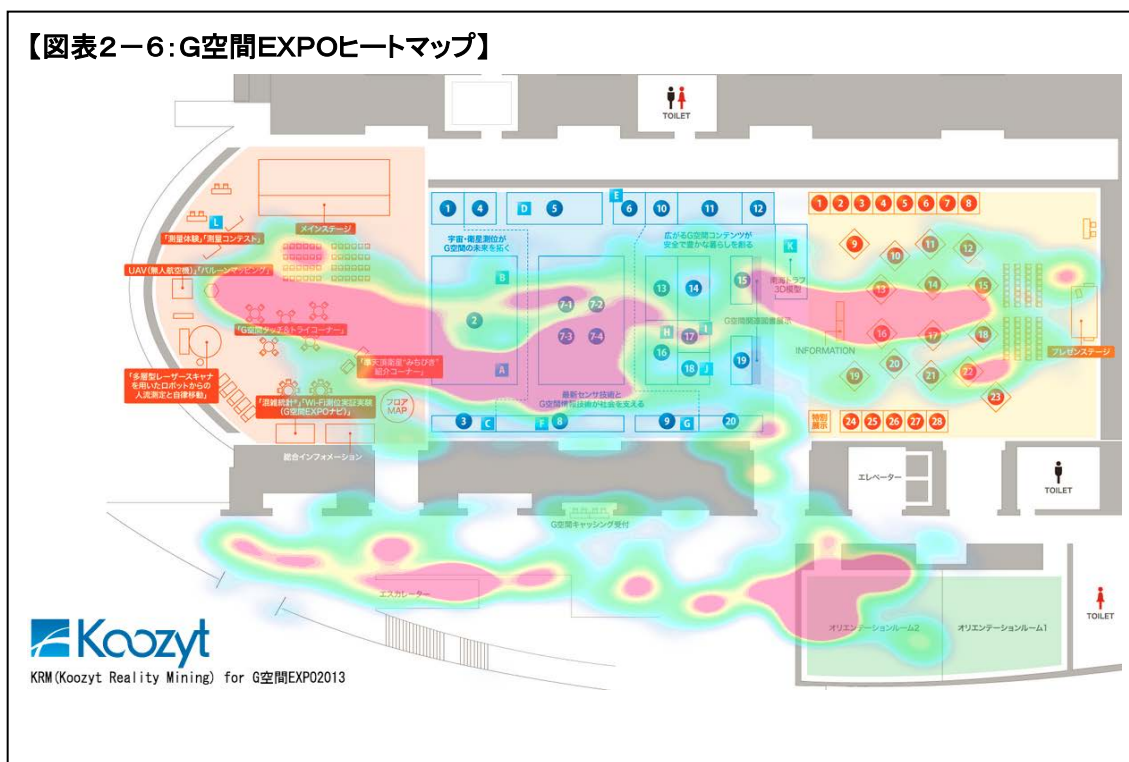 【図表2－6:G空間EXPOヒートマップ】
TOILET
L
メインステージ
「測量体験」「測量コンテスト」
UAV(無人航空機)「バルーンマッピング」
「G空間タッチ&トライコーナー」
「準天頂衛星"みちびき"
紹介コーナー」
「多層型レーザースキャナ
を用いたロボットからの
人流測定と自律移動」
「混雑統計®」「Wi-Fi測位実証実験
(G空間EXPOナビ)」
フロア
MAP
総合インフォメーション
1
4
D
5
E
6
10
11
12
宇宙・衛星測位が
G空間の未来を拓く
広がるG空間コンテンツが
安全で豊かな暮らしを創る
K
B
2
A
7-1
7-2
7-3
7-4
13
14
15
H
I
17
16
18
J
19
南海トラフ
3D模型
G空間関連図書展示
最新センサ技術と
G空間情報技術が社会を支える
3
C
F
8
9
G
20
1 2 3 4 5 6 7 8
9
10
11
12
13
14
15
16
17
18
19
20
21
22
23
INFORMATION
プレゼンステージ
特別
展示
24 25 26 27 28
エレベーター
TOILET
G空間キャッシング受付
エスカレーター
オリエンテーションルーム2
オリエンテーションルーム1
TOILET
Koozyt
KRM(Koozyt Reality Mining) for G空間EXPO2013